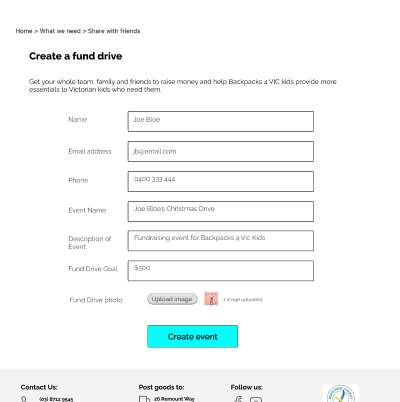 Home > What we need > Share with friends
Create a fund drive
Get your whole team, family and friends to raise money and help Backpacks 4 VIC kids provide more
essentials to Victorian kids who need them.
Name
Joe Bloe
Email address
jb@email.com
Phone
0400 333 444
Event Name
Joe Bloe's Christmas Drive
Description of
Event
Fundraising event for Backpacks 4 Vic Kids
Fund Drive Goal
$500
Fund Drive photo
Upload image
1 image uploaded
Create event
Contact Us:
Post goods to:
Follow us:
(03) 8712 9545
26 Remount Way